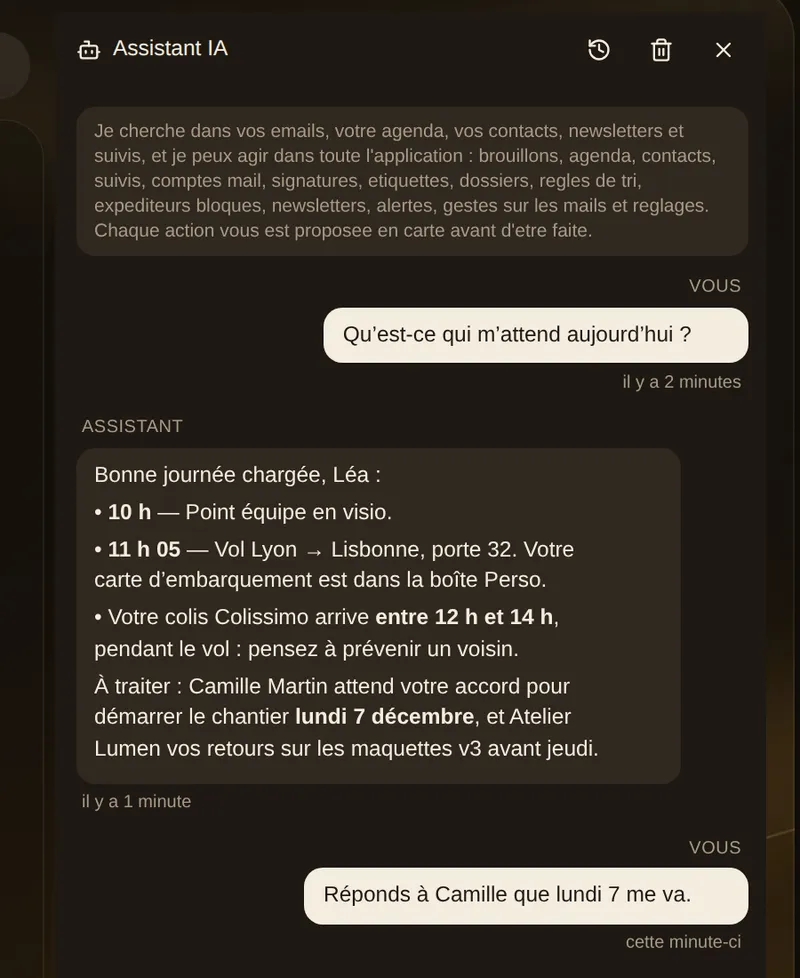 Assistant IA
Je cherche dans vos emails, votre agenda, vos contacts, newsletters et
suivis, et je peux agir dans toute l'application : brouillons, agenda, contacts,
suivis, comptes mail, signatures, etiquettes, dossiers, regles de tri,
expediteurs bloques, newsletters, alertes, gestes sur les mails et reglages.
Chaque action vous est proposee en carte avant d'etre faite.
VOUS
Qu’est-ce qui m’attend aujourd’hui ?
il y a 2 minutes
ASSISTANT
Bonne journée chargée, Léa :
• 10 h — Point équipe en visio.
• 11 h 05 — Vol Lyon → Lisbonne, porte 32. Votre
carte d’embarquement est dans la boîte Perso.
• Votre colis Colissimo arrive entre 12 h et 14 h,
pendant le vol : pensez à prévenir un voisin.
À traiter : Camille Martin attend votre accord pour
démarrer le chantier lundi 7 décembre, et Atelier
Lumen vos retours sur les maquettes v3 avant jeudi.
il y a 1 minute
VOUS
Réponds à Camille que lundi 7 me va.
cette minute-ci